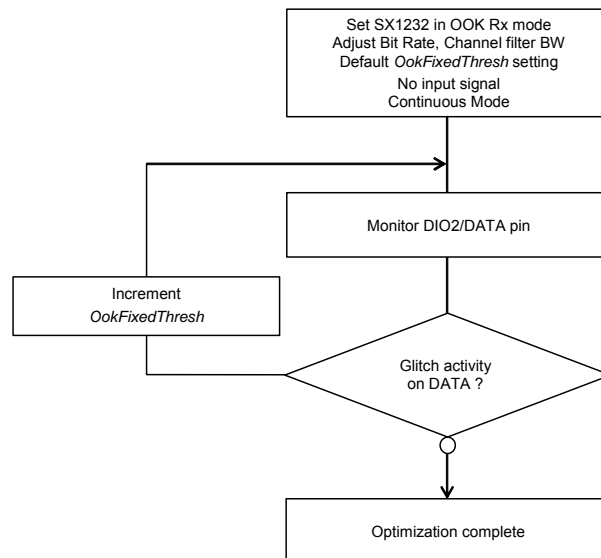 Set SX1232 in OOK Rx mode
Adjust Bit Rate, Channel filter BW
Default OokFixedThresh setting
No input signal
Continuous Mode
Monitor DIO2/DATA pin
Increment
OokFixedThresh
Glitch activity
on DATA ?
Optimization complete